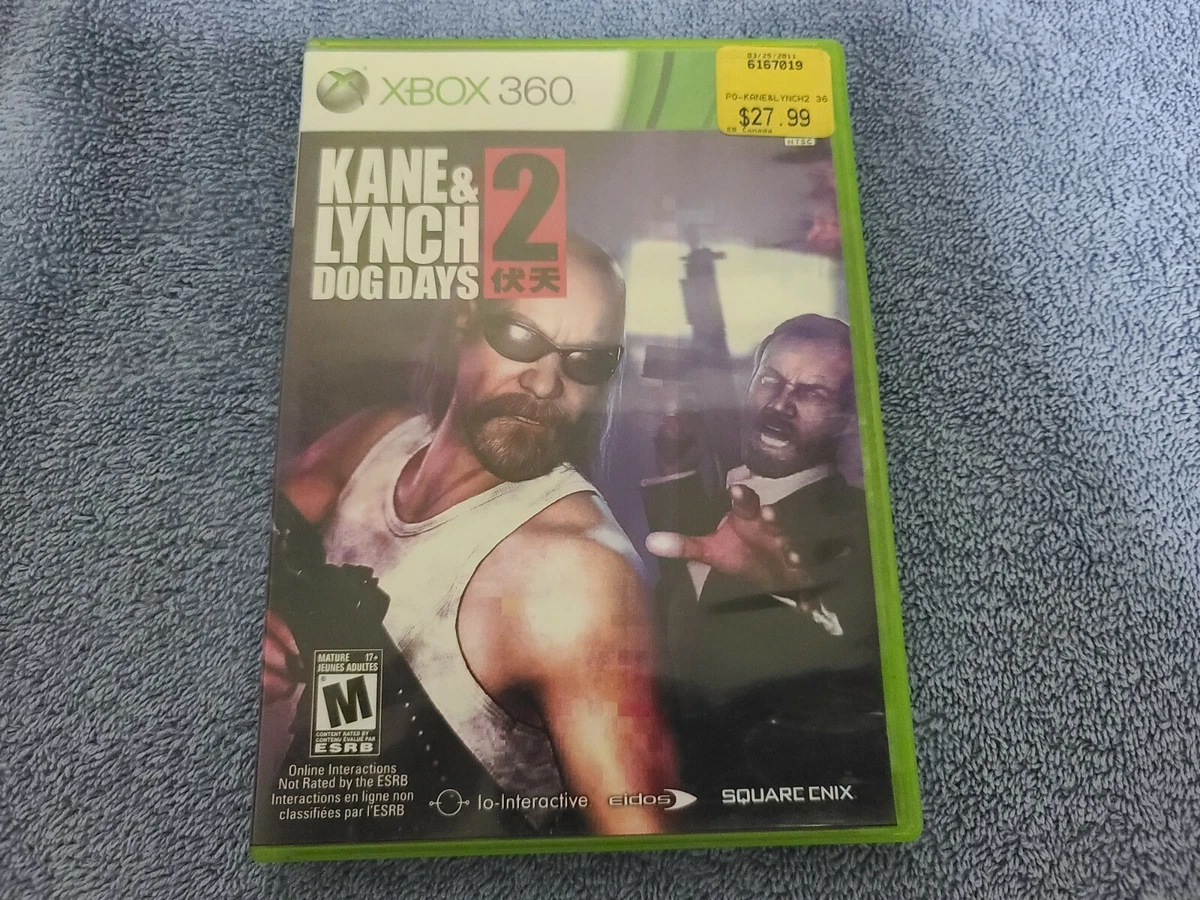 XBOX 360
03/25/2011
6167019
PO-KANE&LYNCH2 36
$27.99
EB Canada
NTSC
KANE &
LYNCH
DOG DAYS
2
伏天
MATURE 17+
JEUNES ADULTES
M
CONTENT RATED BY
CONTENU ÉVALUÉ PAR
ESRB
Online Interactions
Not Rated by the ESRB
Interactions en ligne non
classifiées par l'ESRB
Io-Interactive
eidos
SQUARE ENIX